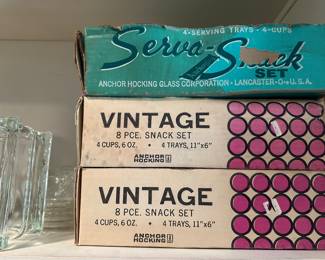 4-SERVING TRAYS - 4-CUPS
Serva-Snack
SET
ANCHOR HOCKING GLASS CORPORATION • LANCASTER-O- U.S.A.
VINTAGE
8 PCE. SNACK SET
4 CUPS, 6 OZ. • 4 TRAYS, 11"x6"
ANCHOR
HOCKING
VINTAGE
8 PCE. SNACK SET
4 CUPS, 6 OZ. • 4 TRAYS, 11"x6"
ANCHOR
HOCKING